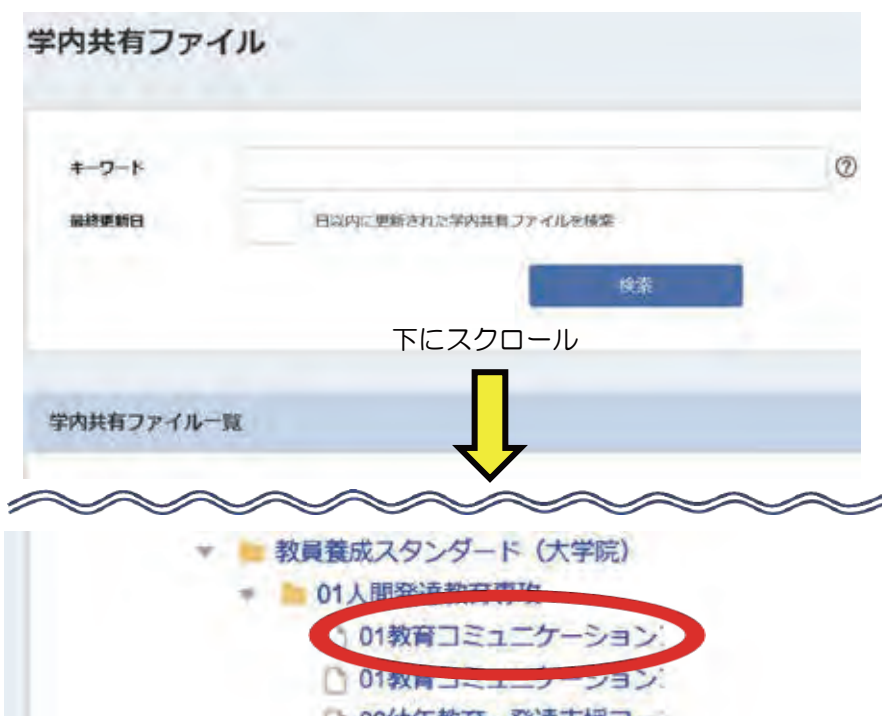 学内共有ファイル
キーワード
最終更新日
日以内に更新された学内共有ファイルを検索
検索
下にスクロール
学内共有ファイル一覧
教員養成スタンダード（大学院）
01人間発達教育専攻
01教育コミュニケーション
01教育コミュニケーション